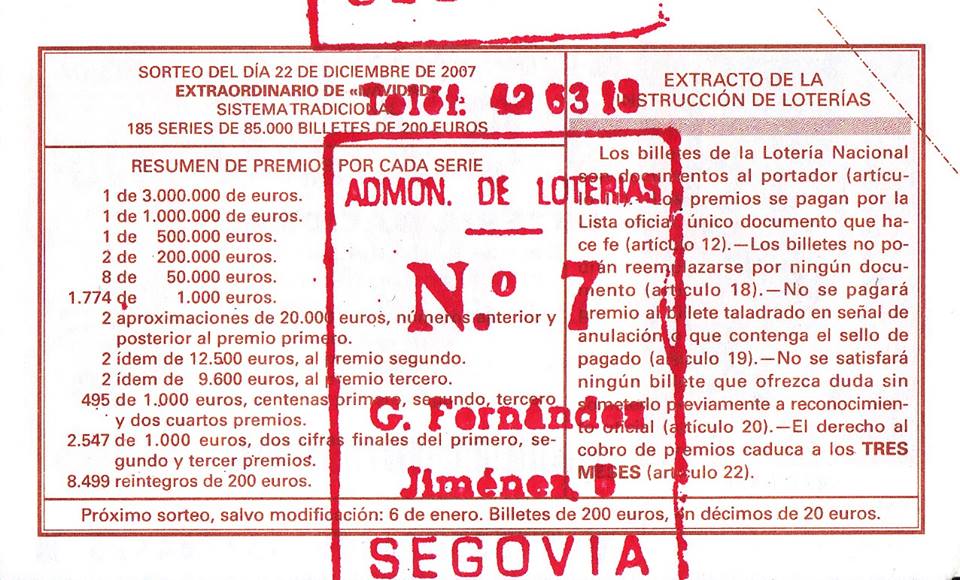 SORTEO DEL DÍA 22 DE DICIEMBRE DE 2007
EXTRAORDINARIO DE «NAVIDAD»
SISTEMA TRADICIONAL
185 SERIES DE 85.000 BILLETES DE 200 EUROS
RESUMEN DE PREMIOS POR CADA SERIE
1 de 3.000.000 de euros.
1 de 1.000.000 de euros.
1 de 500.000 euros.
2 de 200.000 euros.
8 de 50.000 euros.
1.774 de 1.000 euros.
2 aproximaciones de 20.000 euros, números anterior y
posterior al premio primero.
2 ídem de 12.500 euros, al premio segundo.
2 ídem de 9.600 euros, al premio tercero.
495 de 1.000 euros, centenas primero, segundo, tercero
y dos cuartos premios.
2.547 de 1.000 euros, dos cifras finales del primero, se-
gundo y tercer premios.
8.499 reintegros de 200 euros.
EXTRACTO DE LA
INSTRUCCIÓN DE LOTERÍAS
Los billetes de la Lotería Nacional
son documentos al portador (artícu-
lo).—Los premios se pagan por la
Lista oficial, único documento que ha-
ce fe (artículo 12).—Los billetes no po-
drán reemplazarse por ningún docu-
mento (artículo 18).—No se pagará
premio al billete taladrado en señal de
anulación o que contenga el sello de
pagado (artículo 19).—No se satisfará
ningún billete que ofrezca duda sin
someterlo previamente a reconocimien-
to oficial (artículo 20).—El derecho al
cobro de premios caduca a los TRES
MESES (artículo 22).
Próximo sorteo, salvo modificación: 6 de enero. Billetes de 200 euros, en décimos de 20 euros.
Teléf. 42 63
ADMON. DE LOTERIAS
N.º 7
G. Fernández
Jiménez,
SEGOVIA